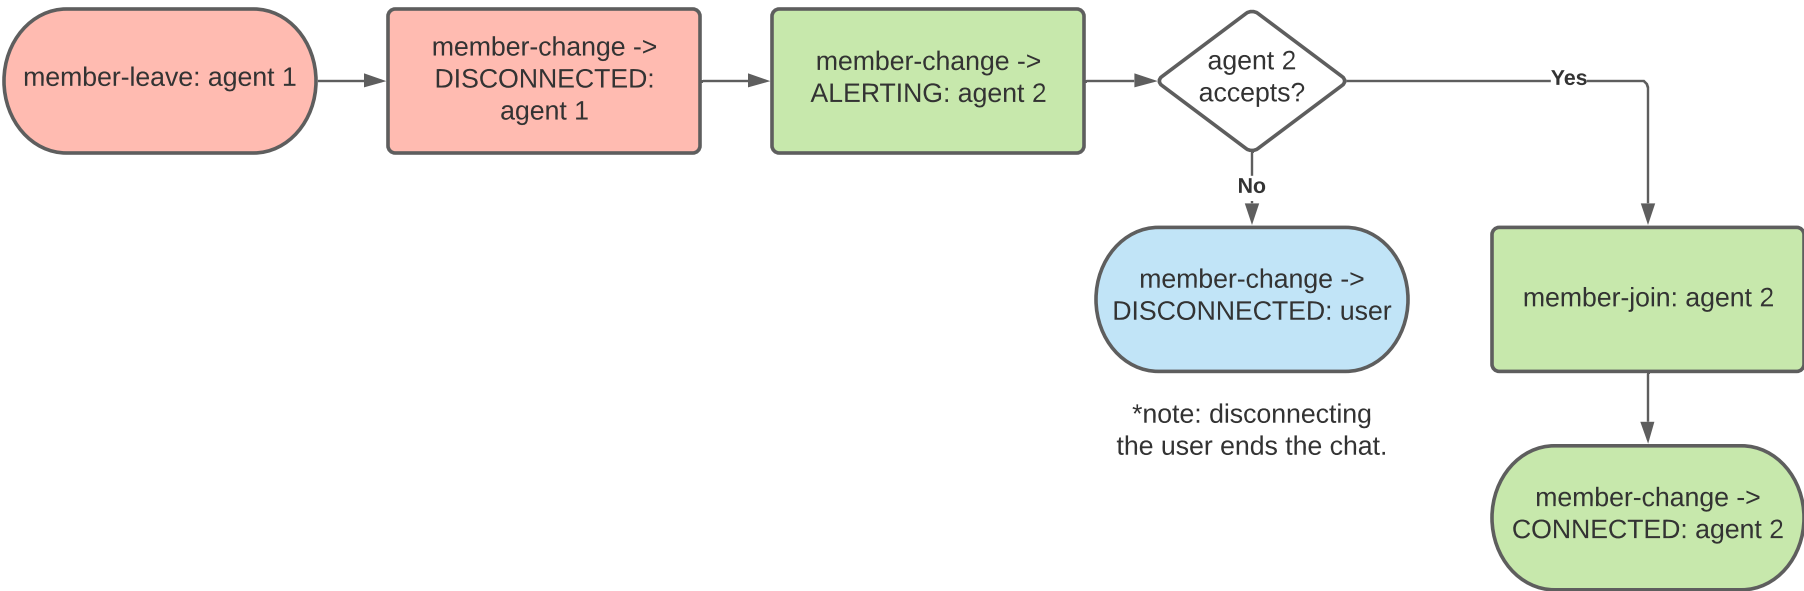 member-leave: agent 1
member-change ->
DISCONNECTED:
agent 1
member-change ->
ALERTING: agent 2
agent 2
accepts?
Yes
No
member-change ->
DISCONNECTED: user
*note: disconnecting
the user ends the chat.
member-join: agent 2
member-change ->
CONNECTED: agent 2